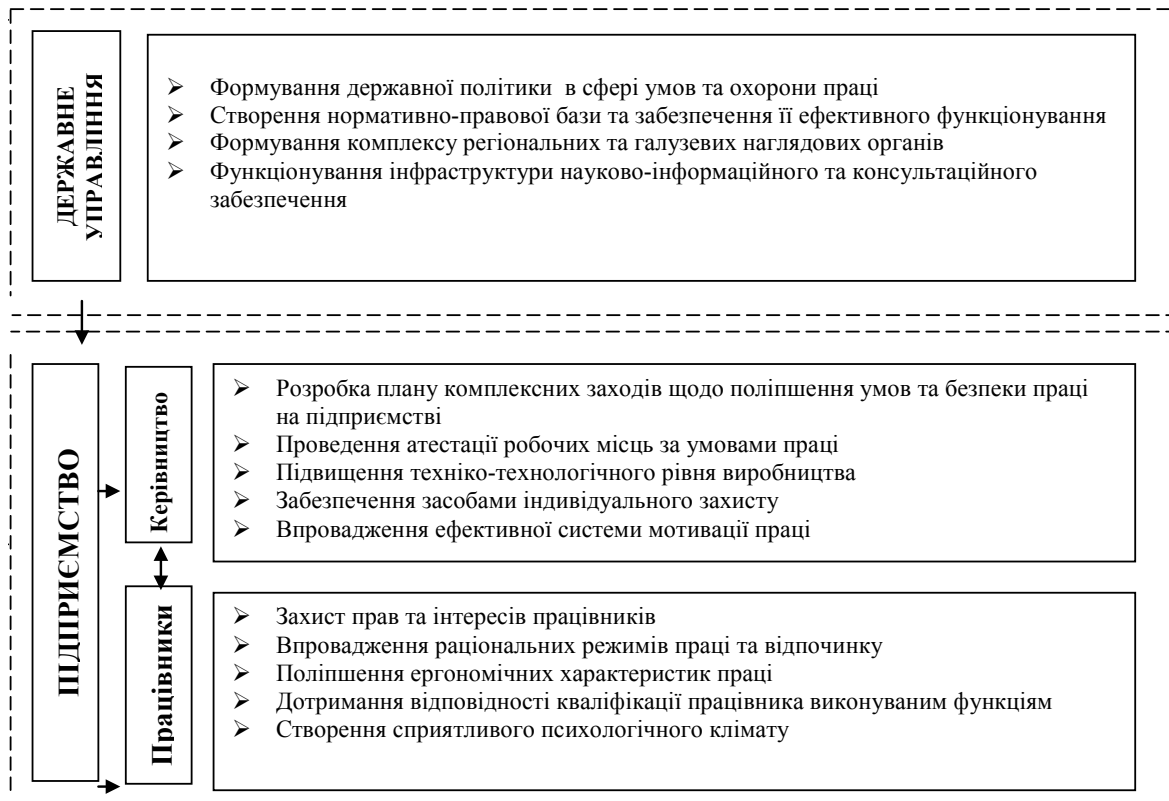 ДЕРЖАВНЕ
УПРАВЛІННЯ
➢ Формування державної політики в сфері умов та охорони праці
➢ Створення нормативно-правової бази та забезпечення її ефективного функціонування
➢ Формування комплексу регіональних та галузевих наглядових органів
➢ Функціонування інфраструктури науково-інформаційного та консультаційного
забезпечення
ПІДПРИЄМСТВО
Керівництво
➢ Розробка плану комплексних заходів щодо поліпшення умов та безпеки праці
на підприємстві
➢ Проведення атестації робочих місць за умовами праці
➢ Підвищення техніко-технологічного рівня виробництва
➢ Забезпечення засобами індивідуального захисту
➢ Впровадження ефективної системи мотивації праці
Працівники
➢ Захист прав та інтересів працівників
➢ Впровадження раціональних режимів праці та відпочинку
➢ Поліпшення ергономічних характеристик праці
➢ Дотримання відповідності кваліфікації працівника виконуваним функціям
➢ Створення сприятливого психологічного клімату